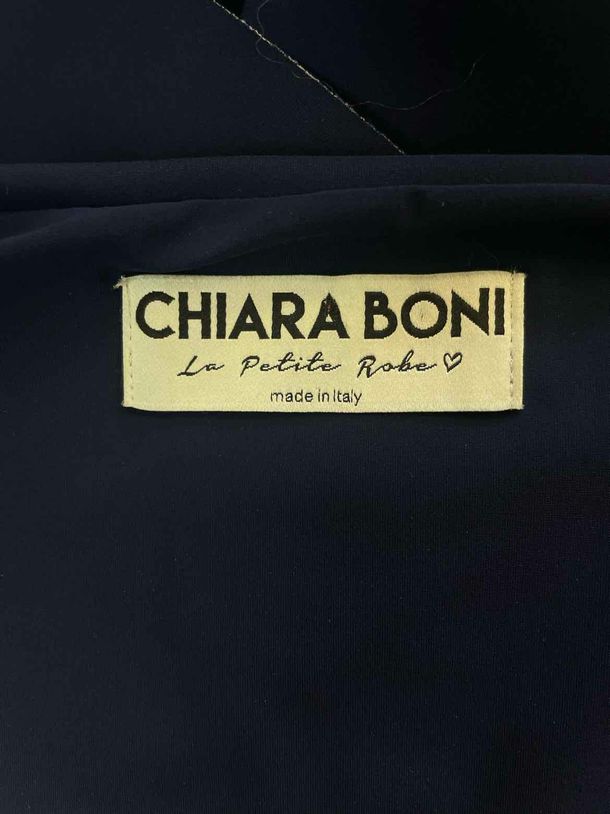 CHIARA BONI
La Petite Robe ♡
made in Italy